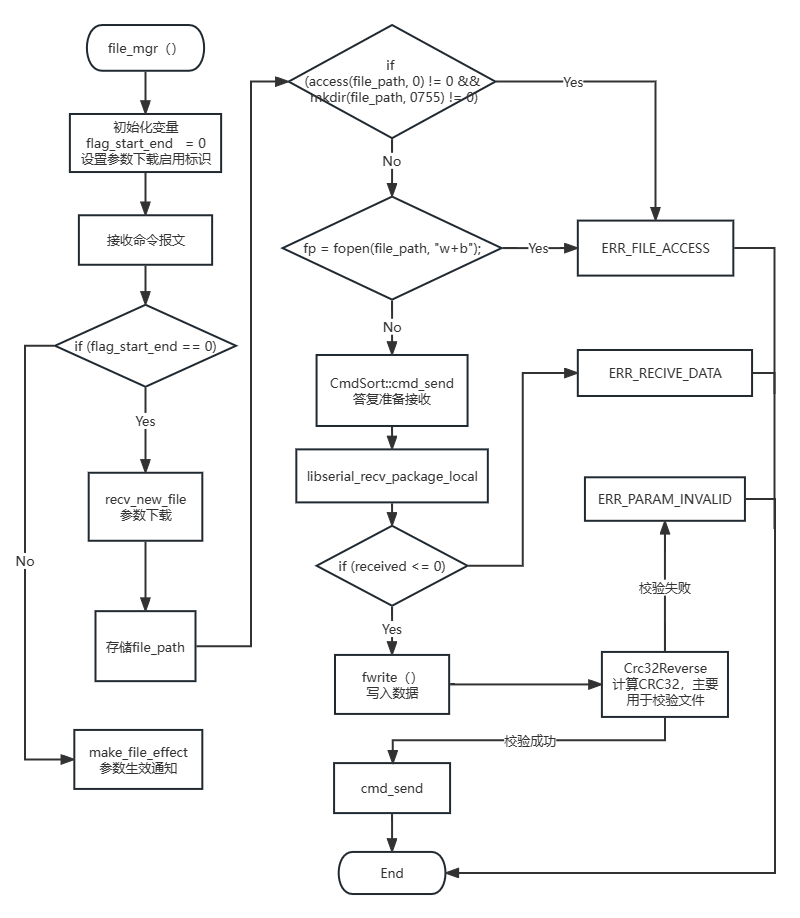 file_mgr（）
初始化变量
flag_start_end = 0
设置参数下载启用标识
接收命令报文
if (flag_start_end == 0)
Yes
No
recv_new_file
参数下载
存储file_path
make_file_effect
参数生效通知
if
(access(file_path, 0) != 0 &&
mkdir(file_path, 0755) != 0)
Yes
No
fp = fopen(file_path, "w+b");
Yes
ERR_FILE_ACCESS
No
CmdSort::cmd_send
答复准备接收
ERR_RECIVE_DATA
libserial_recv_package_local
ERR_PARAM_INVALID
if (received <= 0)
校验失败
Yes
fwrite（）
写入数据
Crc32Reverse
计算CRC32，主要
用于校验文件
校验成功
cmd_send
End